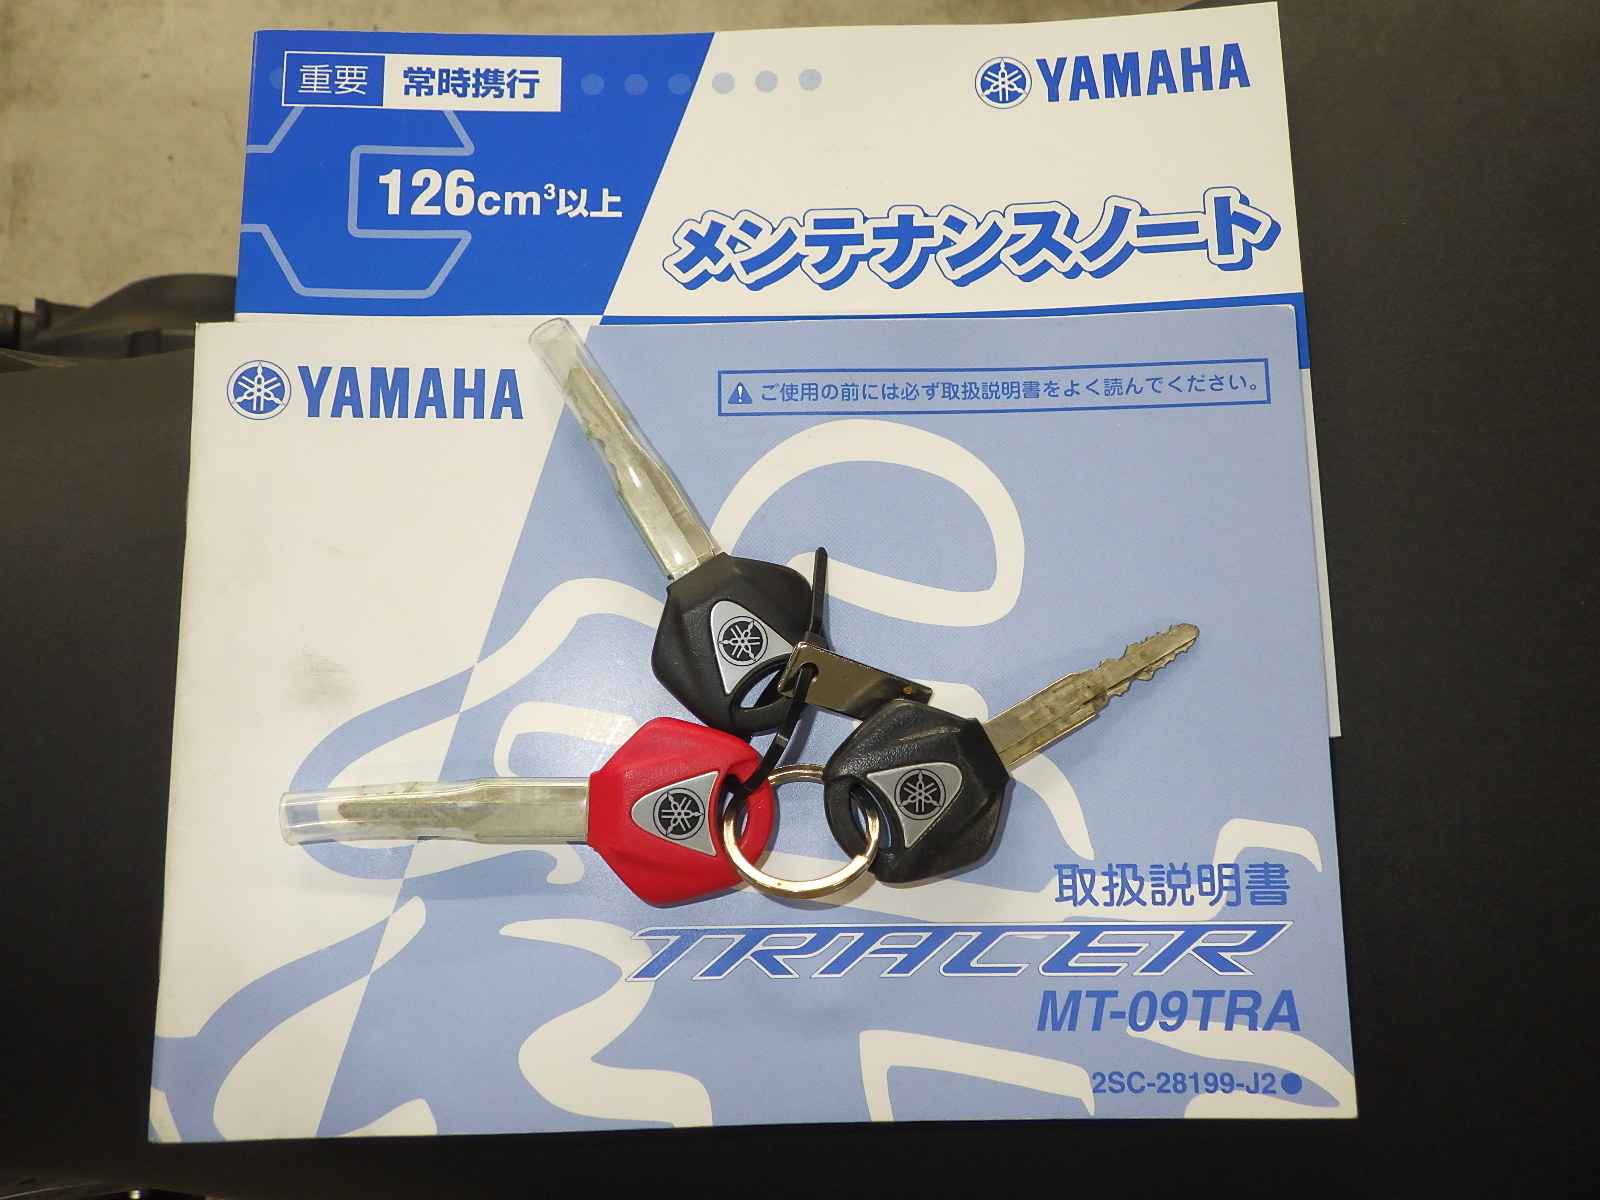 重要 常時携行
YAMAHA
126cm³以上
メンテナンスノート
YAMAHA
⚠ ご使用の前には必ず取扱説明書をよく読んでください。
取扱説明書
TRACER
MT-09TRA
2SC-28199-J2●